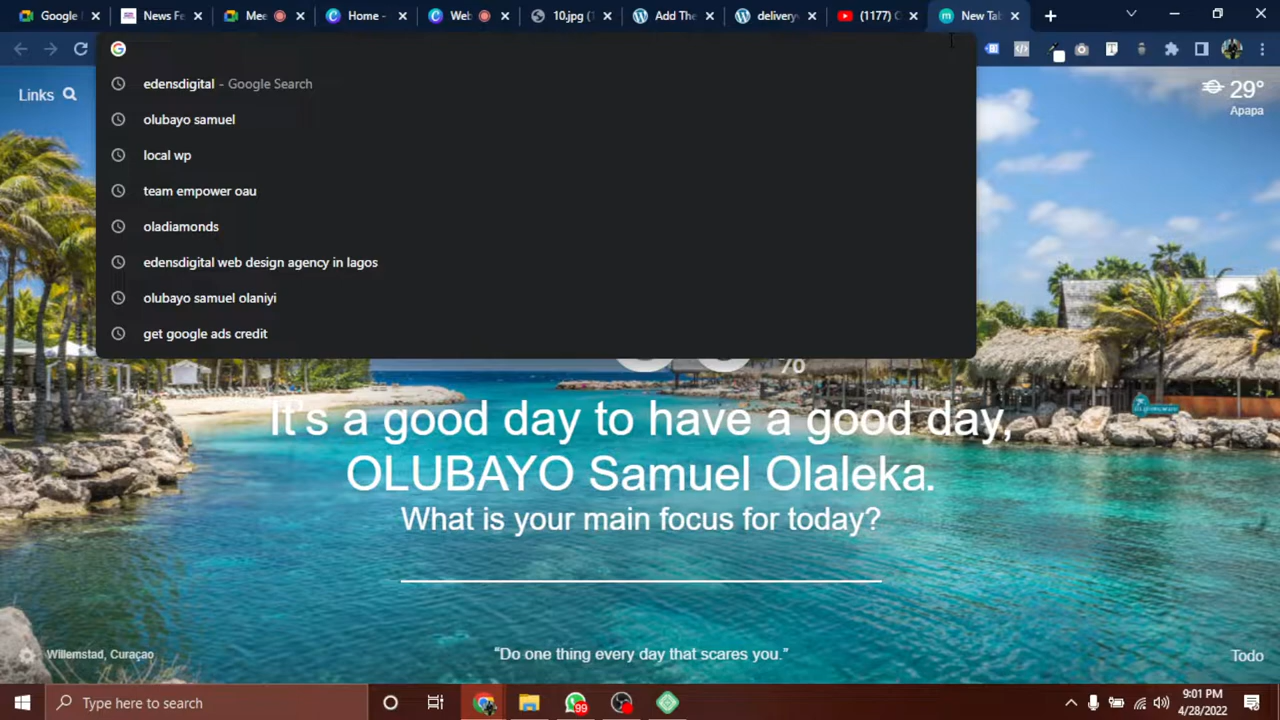 Google
News Fe
Mee
Home -
Web
10.jpg (1
Add The
delivery
(1177) C
New Tab
edensdigital - Google Search
olubayo samuel
local wp
team empower oau
oladiamonds
edensdigital web design agency in lagos
olubayo samuel olaniyi
get google ads credit
Links
29°
Apapa
%
It's a good day to have a good day,
OLUBAYO Samuel Olaleka.
What is your main focus for today?
Willemstad, Curaçao
“Do one thing every day that scares you.”
Todo
Type here to search
99
9:01 PM
4/28/2022